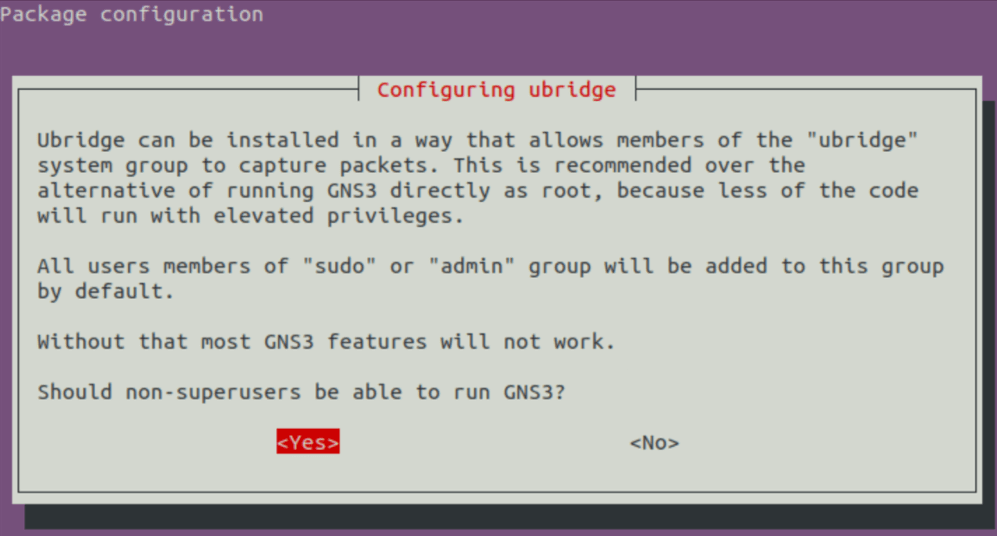 Package configuration
Configuring ubridge
Ubridge can be installed in a way that allows members of the "ubridge"
system group to capture packets. This is recommended over the
alternative of running GNS3 directly as root, because less of the code
will run with elevated privileges.
All users members of "sudo" or "admin" group will be added to this group
by default.
Without that most GNS3 features will not work.
Should non-superusers be able to run GNS3?
<Yes> <No>